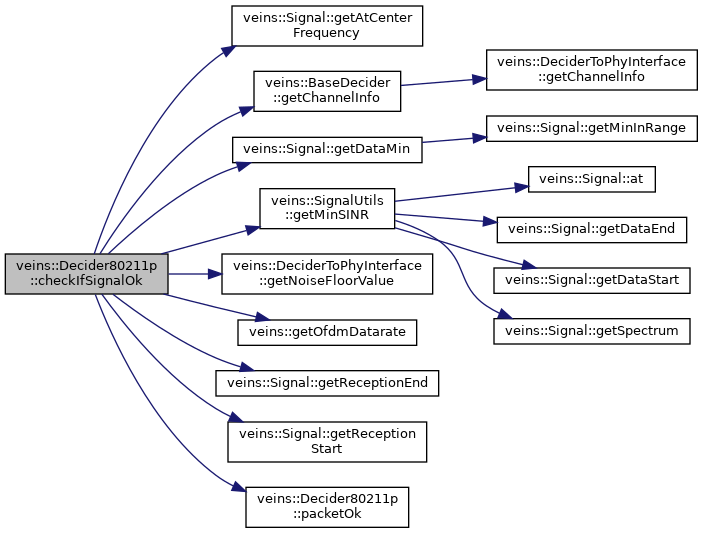 veins::Signal::getAtCenter
Frequency
veins::BaseDecider
::getChannelInfo
veins::DeciderToPhyInterface
::getChannelInfo
veins::Signal::getDataMin
veins::Signal::getMinInRange
veins::SignalUtils
::getMinSINR
veins::Signal::at
veins::Signal::getDataEnd
veins::Signal::getDataStart
veins::Signal::getSpectrum
veins::Decider80211p
::checkIfSignalOk
veins::DeciderToPhyInterface
::getNoiseFloorValue
veins::getOfdmDatarate
veins::Signal::getReceptionEnd
veins::Signal::getReception
Start
veins::Decider80211p
::packetOk